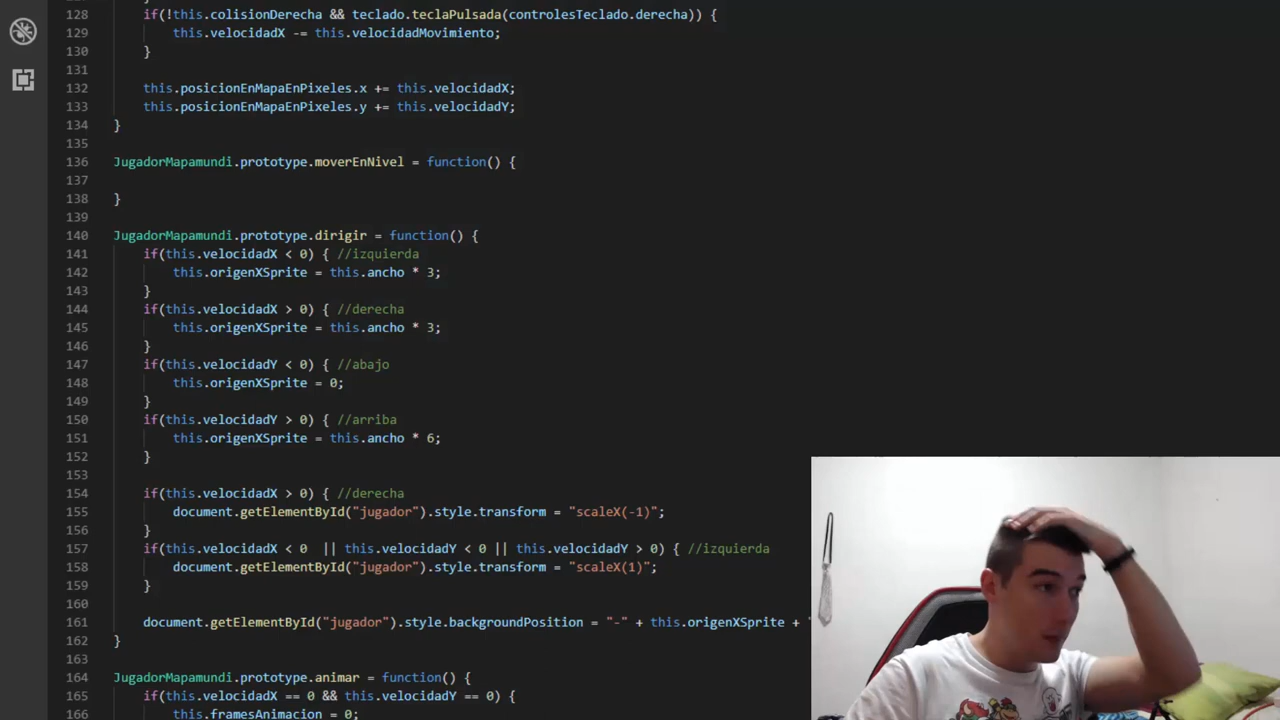 128 if(!this.colisionDerecha && teclado.teclaPulsada(controlesTeclado.derecha)) {
129 this.velocidadX -= this.velocidadMovimiento;
130 }
131
132 this.posicionEnMapaEnPixeles.x += this.velocidadX;
133 this.posicionEnMapaEnPixeles.y += this.velocidadY;
134 }
135
136 JugadorMapamundi.prototype.moverEnNivel = function() {
137
138 }
139
140 JugadorMapamundi.prototype.dirigir = function() {
141 if(this.velocidadX < 0) { //izquierda
142 this.origenXSprite = this.ancho * 3;
143 }
144 if(this.velocidadX > 0) { //derecha
145 this.origenXSprite = this.ancho * 3;
146 }
147 if(this.velocidadY < 0) { //abajo
148 this.origenXSprite = 0;
149 }
150 if(this.velocidadY > 0) { //arriba
151 this.origenXSprite = this.ancho * 6;
152 }
153
154 if(this.velocidadX > 0) { //derecha
155 document.getElementById("jugador").style.transform = "scaleX(-1)";
156 }
157 if(this.velocidadX < 0  || this.velocidadY < 0 || this.velocidadY > 0) { //izquierda
158 document.getElementById("jugador").style.transform = "scaleX(1)";
159 }
160
161 document.getElementById("jugador").style.backgroundPosition = "-" + this.origenXSprite + "
162 }
163
164 JugadorMapamundi.prototype.animar = function() {
165 if(this.velocidadX == 0 && this.velocidadY == 0) {
166 this.framesAnimacion = 0;